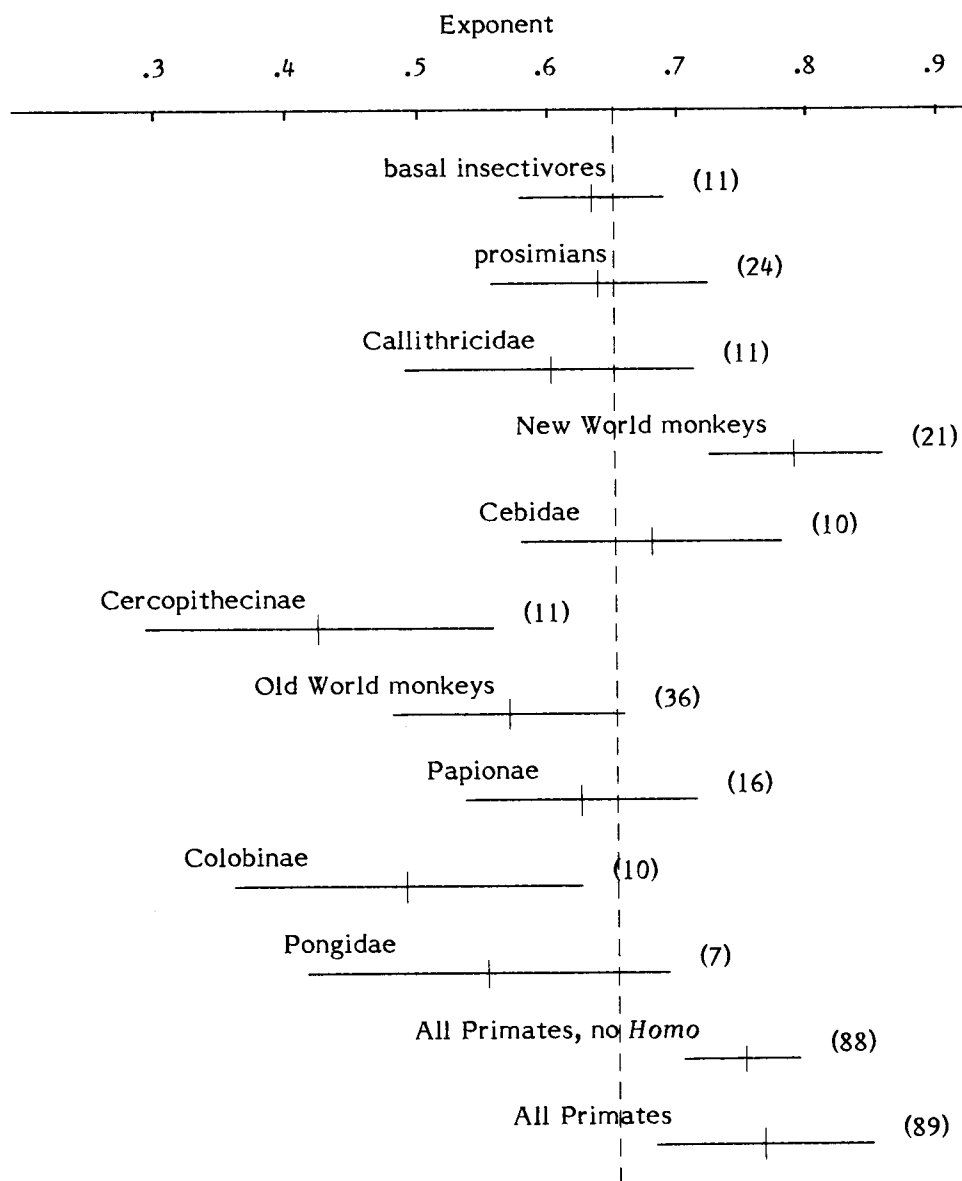 Exponent
.3 .4 .5 .6 .7 .8 .9
basal insectivores (11)
prosimians (24)
Callithricidae (11)
New World monkeys (21)
Cebidae (10)
Cercopithecinae (11)
Old World monkeys (36)
Papionae (16)
Colobinae (10)
Pongidae (7)
All Primates, no Homo (88)
All Primates (89)